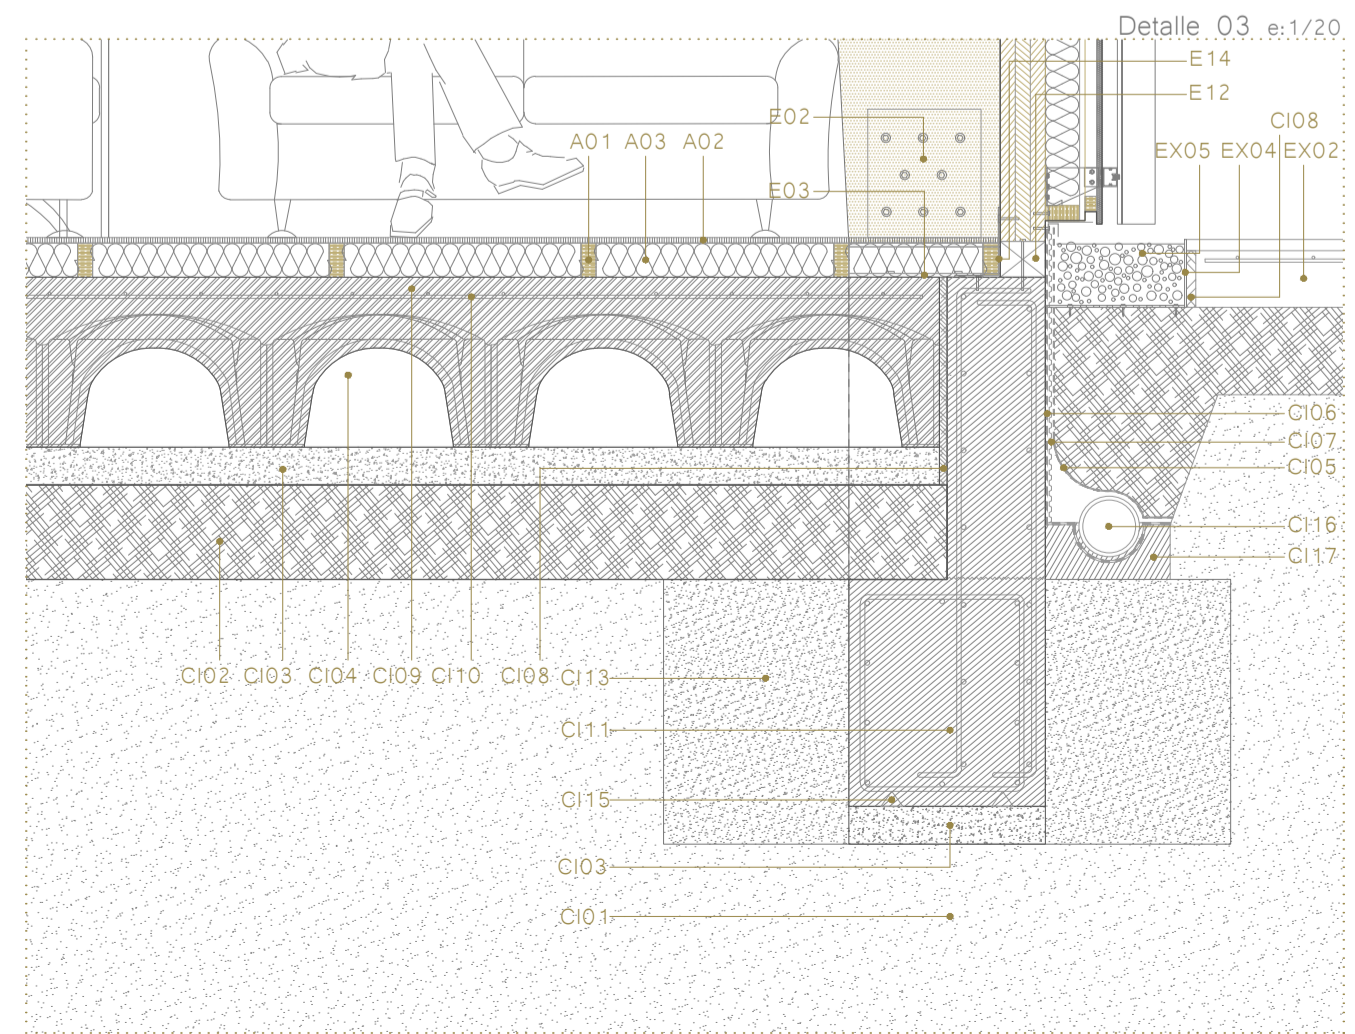 Detalle 03 e:1/20
E14
E12
E02
CI08
A01 A03 A02
EX05 EX04 EX02
E03
CI06
CI07
CI05
CI16
CI17
CI02 CI03 CI04 CI09 CI10 CI08
CI13
CI11
CI15
CI03
CI01